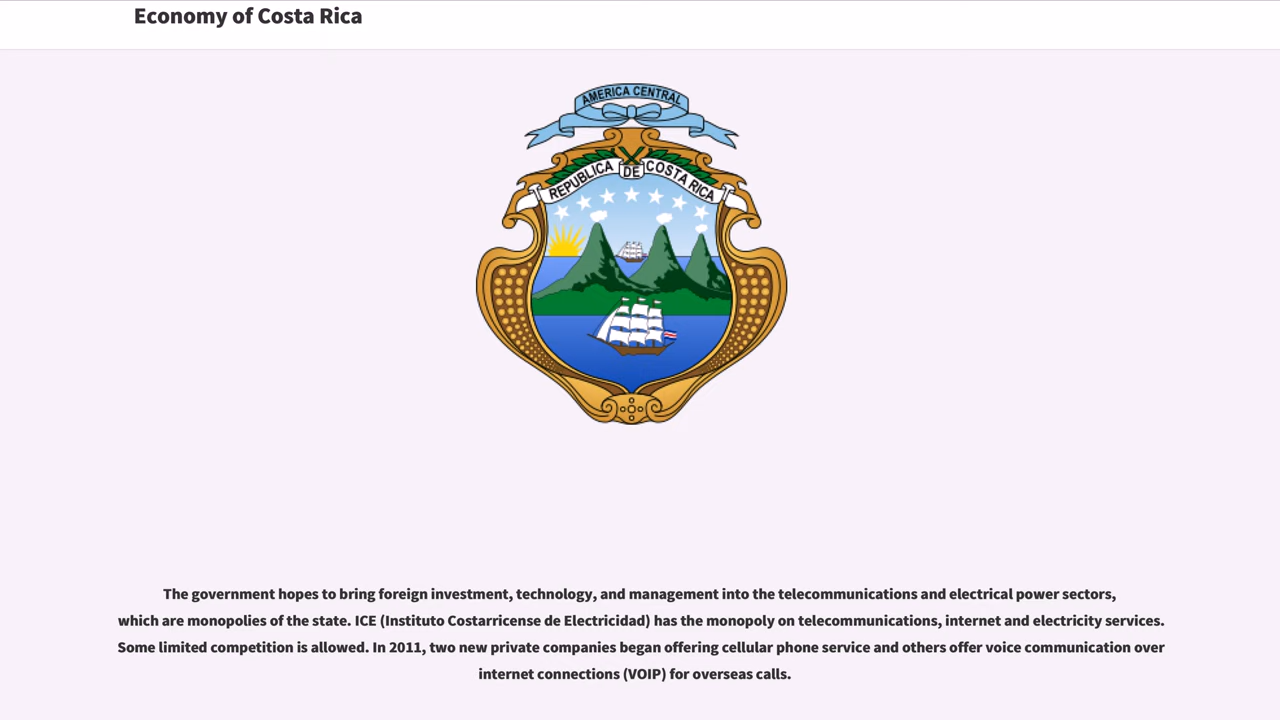 Economy of Costa Rica
AMERICA CENTRAL
REPUBLICA DE COSTA RICA
The government hopes to bring foreign investment, technology, and management into the telecommunications and electrical power sectors,
which are monopolies of the state. ICE (Instituto Costarricense de Electricidad) has the monopoly on telecommunications, internet and electricity services.
Some limited competition is allowed. In 2011, two new private companies began offering cellular phone service and others offer voice communication over
internet connections (VOIP) for overseas calls.